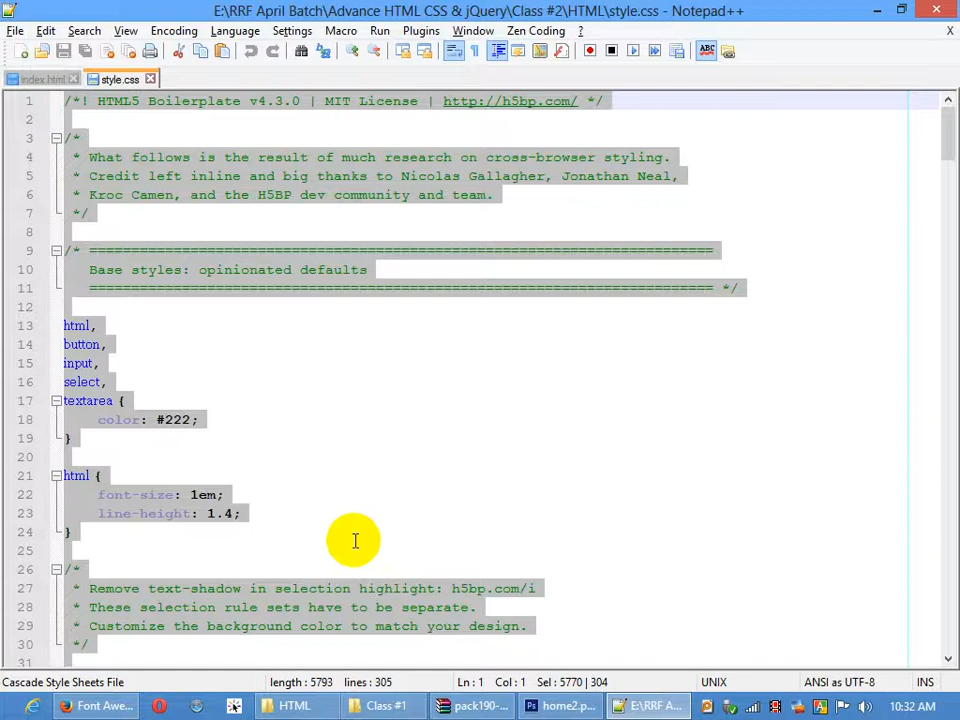 E:\RRF April Batch\Advance HTML CSS & jQuery\Class #2\HTML\style.css - Notepad++
File Edit Search View Encoding Language Settings Macro Run Plugins Window Zen Coding ? X
index.html style.css
1 /*! HTML5 Boilerplate v4.3.0 | MIT License | http://h5bp.com/ */
2
3 /*
4 * What follows is the result of much research on cross-browser styling.
5 * Credit left inline and big thanks to Nicolas Gallagher, Jonathan Neal,
6 * Kroc Camen, and the H5BP dev community and team.
7 */
8
9 /* ==========================================================================
10 Base styles: opinionated defaults
11 ========================================================================== */
12
13 html,
14 button,
15 input,
16 select,
17 textarea {
18 color: #222;
19 }
20
21 html {
22 font-size: 1em;
23 line-height: 1.4;
24 }
25
26 /*
27 * Remove text-shadow in selection highlight: h5bp.com/i
28 * These selection rule sets have to be separate.
29 * Customize the background color to match your design.
30 */
31
Cascade Style Sheets File length : 5793 lines : 305 Ln : 1 Col : 1 Sel : 5770 | 304 UNIX ANSI as UTF-8 INS
Font Awe... HTML Class #1 pack190-... home2.p... E:\RRF A... 10:32 AM